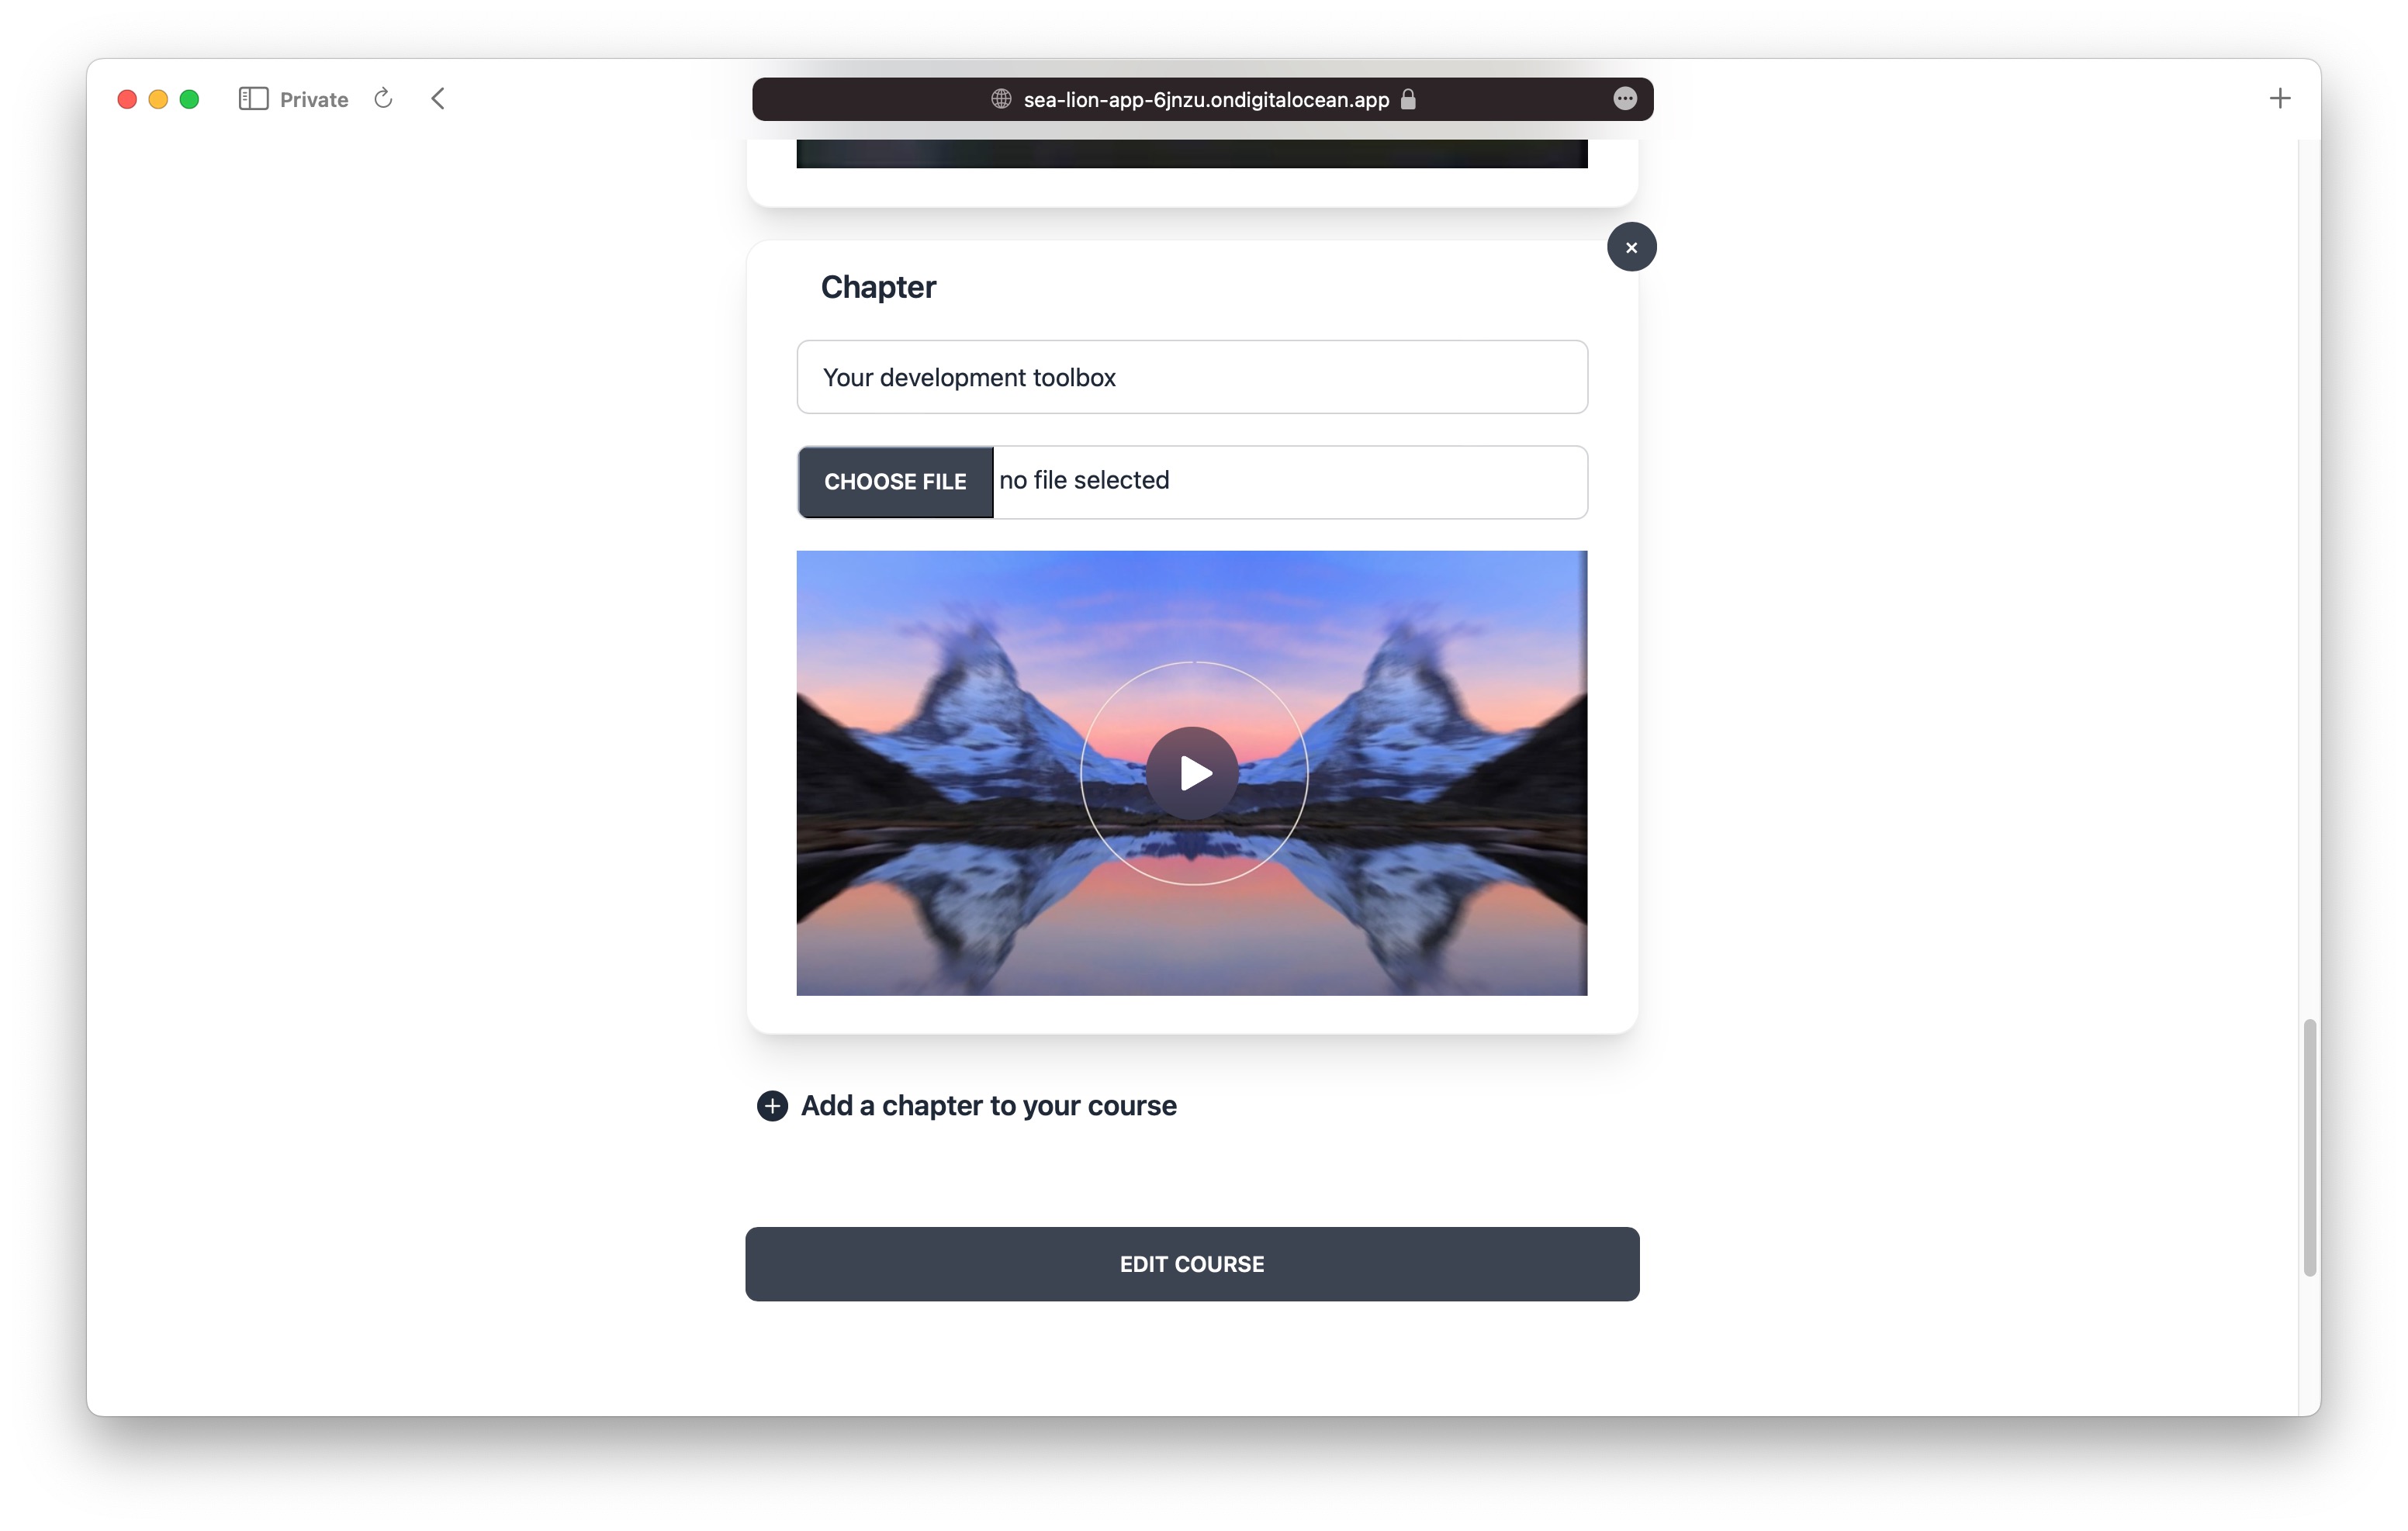 Private
sea-lion-app-6jnzu.ondigitalocean.app
Chapter
Your development toolbox
CHOOSE FILE no file selected
Add a chapter to your course
EDIT COURSE